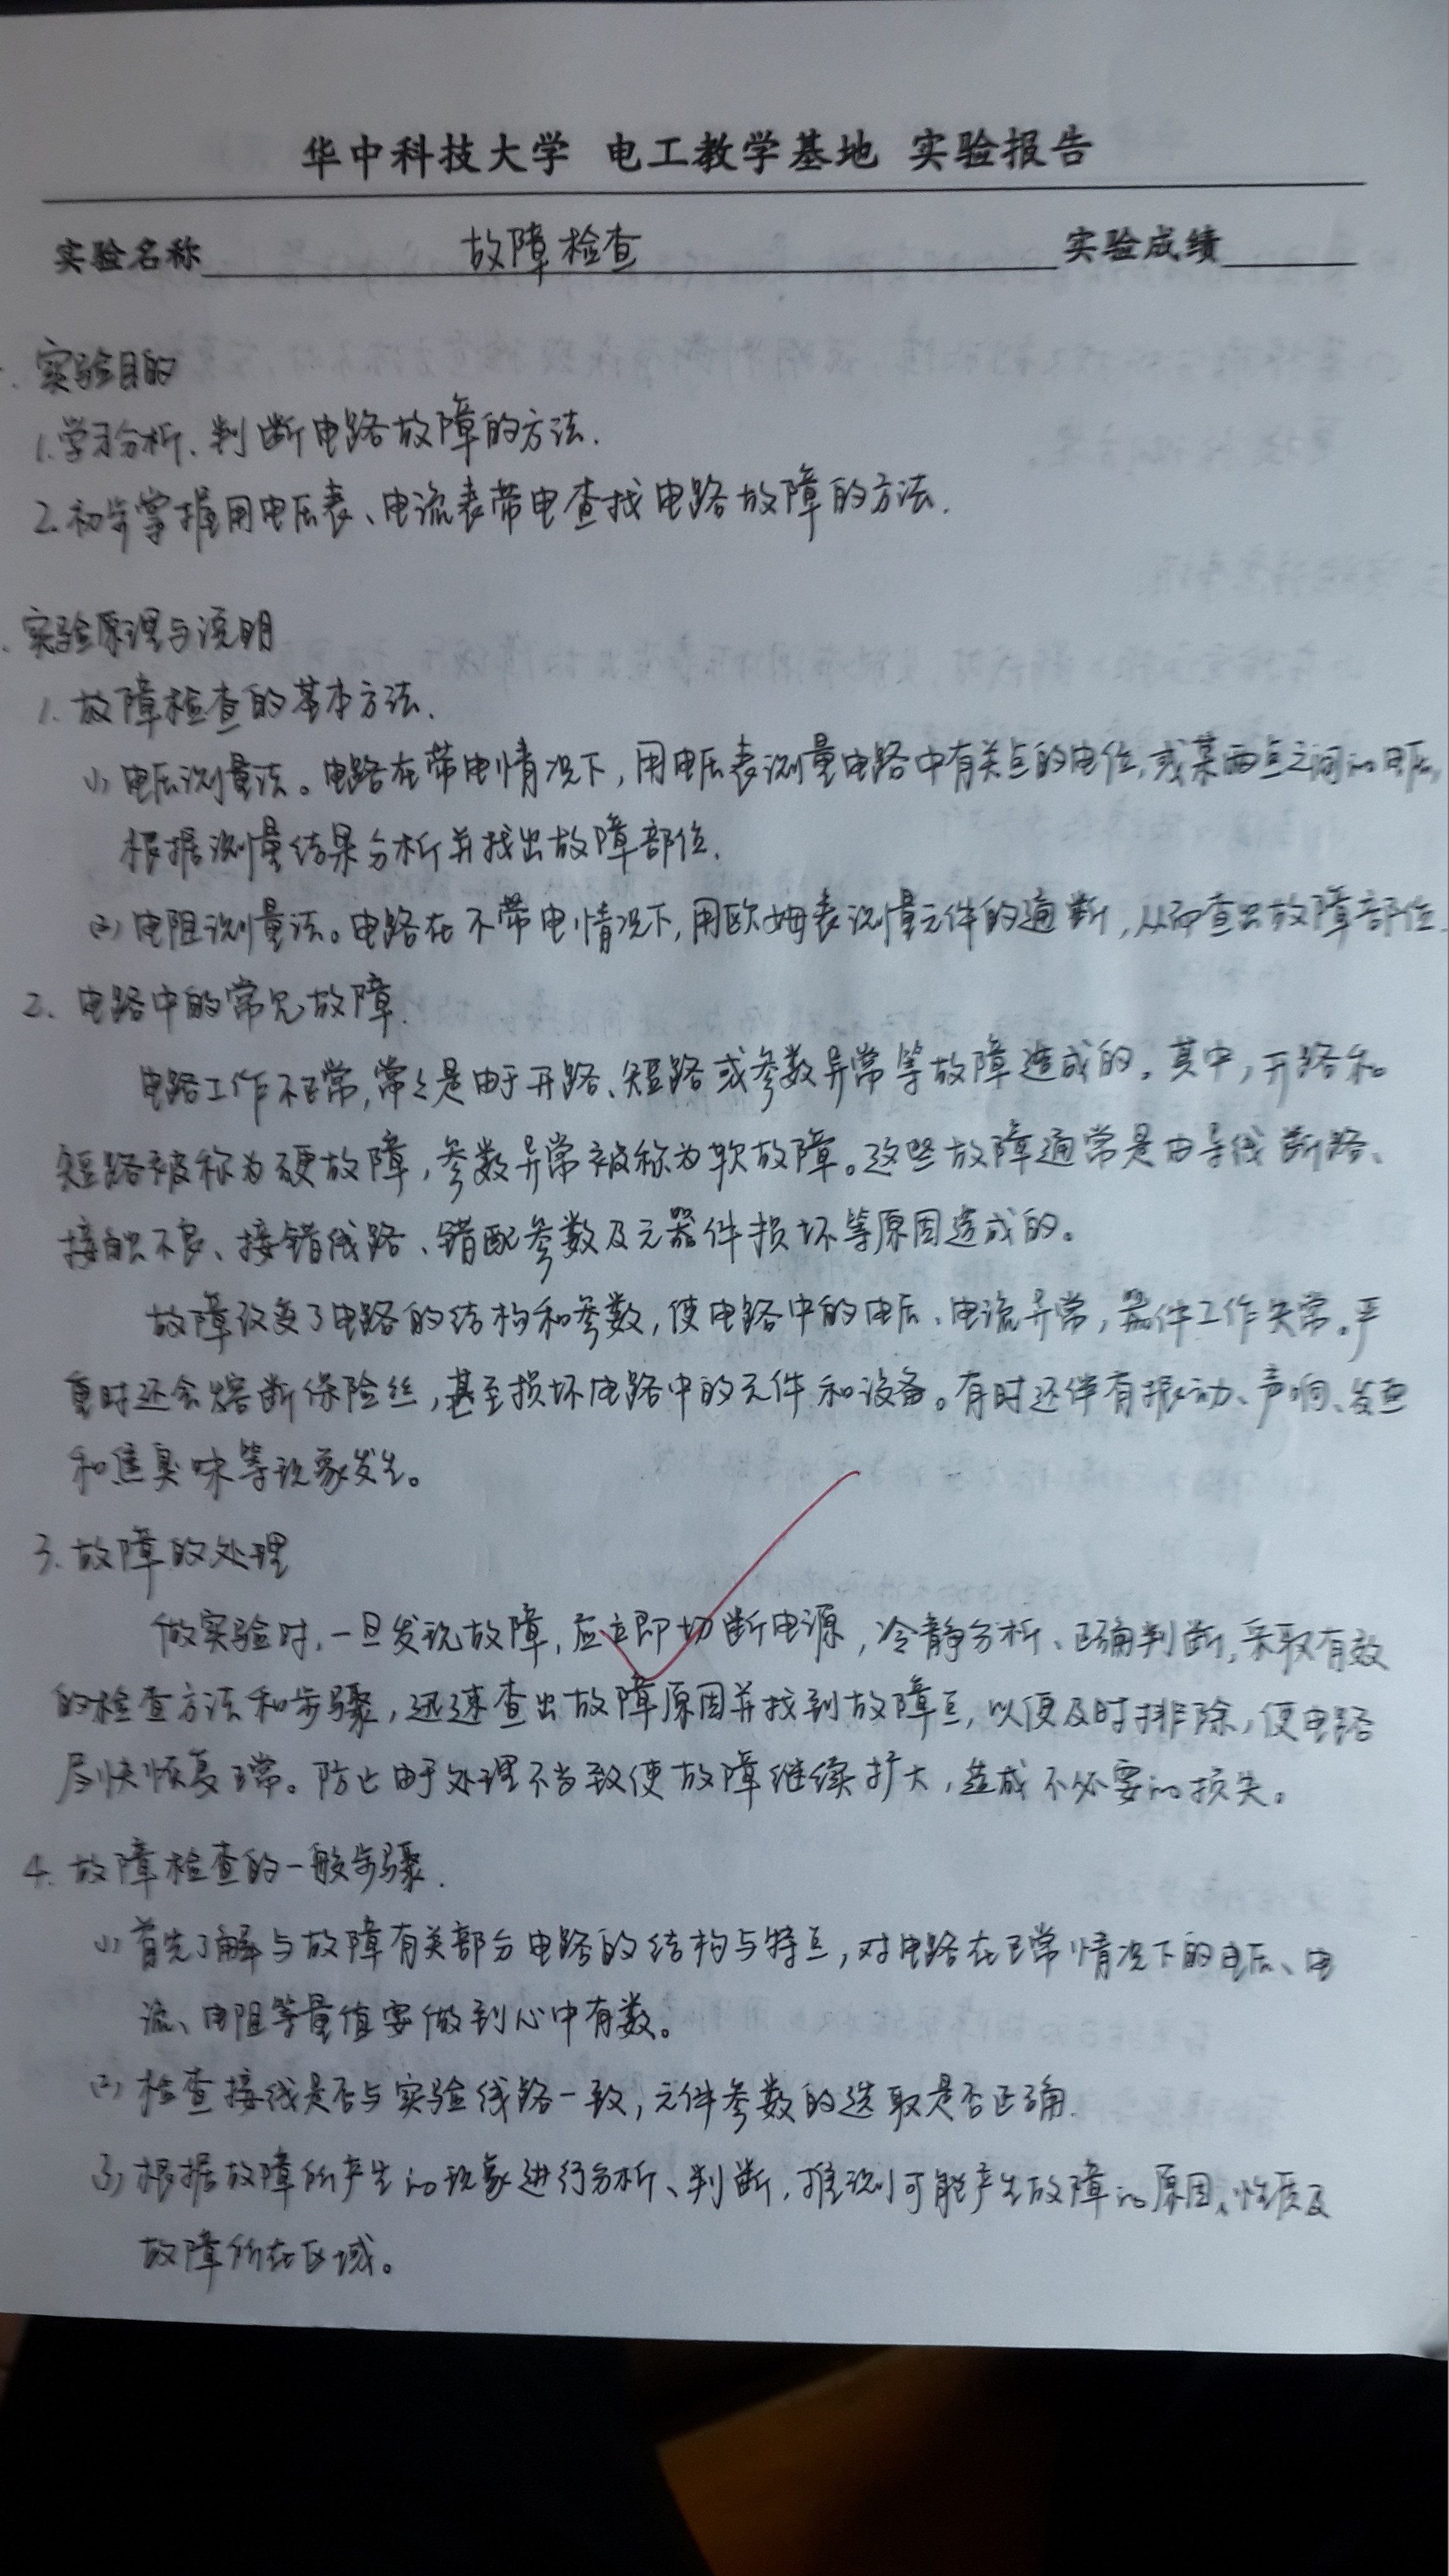 华中科技大学 电工教学基地 实验报告
实验名称 故障检查 实验成绩
、实验目的
1.学习分析、判断电路故障的方法.
2.初步掌握用电压表、电流表带电查找电路故障的方法.
、实验原理与说明
1.故障检查的基本方法.
(1)电压测量法。电路在带电情况下,用电压表测量电路中有关点的电位,或某两点之间的电压,
根据测量结果分析并找出故障部位.
(2)电阻测量法。电路在不带电情况下,用欧姆表测量元件的通断,从而查出故障部位.
2.电路中的常见故障.
电路工作不正常,常々是由于开路、短路或参数异常等故障造成的。其中,开路和
短路被称为硬故障,参数异常被称为软故障。这些故障通常是由导线断路、
接触不良、接错线路、错配参数及元器件损坏等原因造成的。
故障改变了电路的结构和参数,使电路中的电压、电流异常,器件工作失常。严
重时还会熔断保险丝,甚至损坏电路中的元件和设备。有时还伴有振动、声响、发
和焦臭味等现象发生。
3.故障的处理
做实验时,一旦发现故障,应立即切断电源,冷静分析、正确判断,采取有效
的检查方法和步骤,迅速查出故障原因并找到故障点,以便及时排除,使电路
尽快恢复正常。防止由于处理不当致使故障继续扩大,造成不必要的损失。
4.故障检查的一般步骤.
(1)首先了解与故障有关部分电路的结构与特点,对电路在正常情况下的电压、电
流、电阻等量值要做到心中有数。
(2)检查接线是否与实验线路一致,元件参数的选取是否正确.
(3)根据故障所产生的现象进行分析、判断,推测可能产生故障的原因、性质及
故障所在区域。